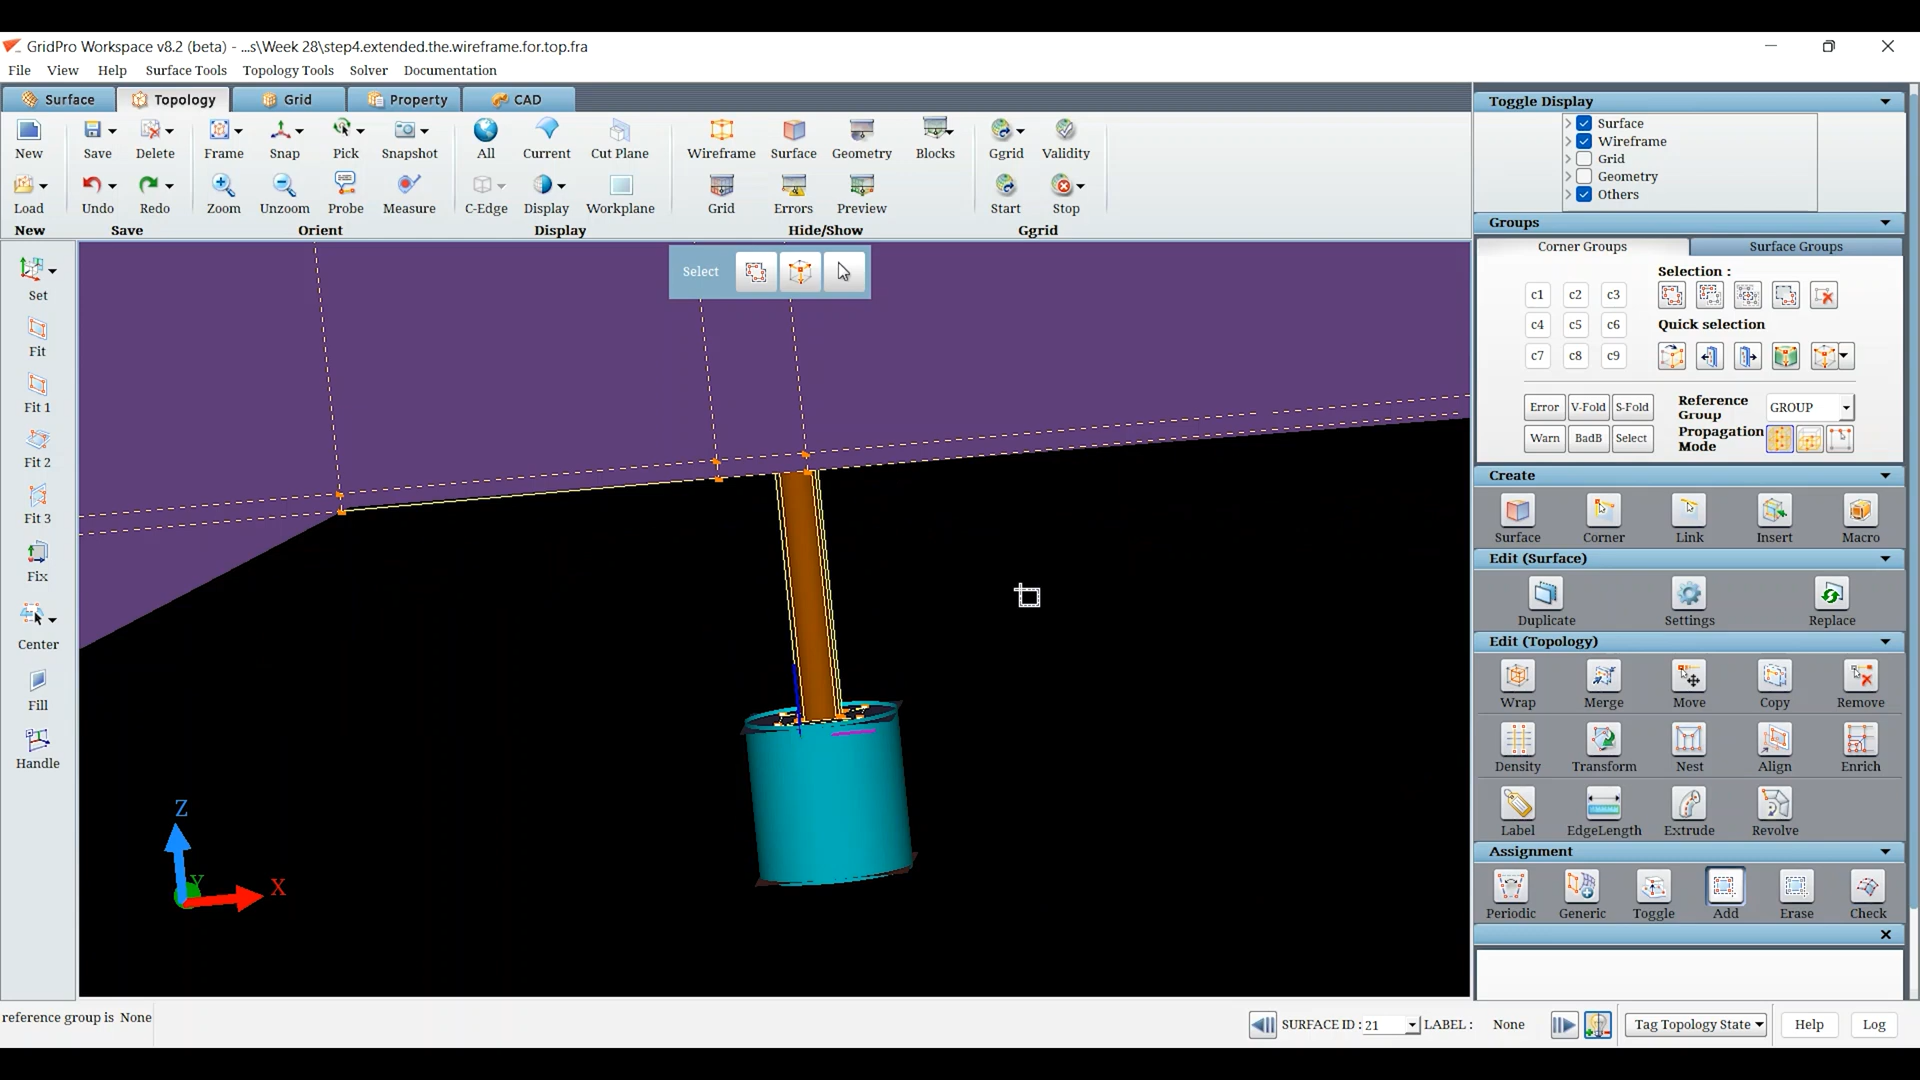 GridPro Workspace v8.2 (beta) - ...s\Week 28\step4.extended.the.wireframe.for.top.fra
File View Help Surface Tools Topology Tools Solver Documentation
Surface Topology Grid Property CAD
New Save Delete Frame Snap Pick Snapshot All Current Cut Plane Wireframe Surface Geometry Blocks Ggrid Validity
Load Undo Redo Zoom Unzoom Probe Measure C-Edge Display Workplane Grid Errors Preview Start Stop
New Save Orient Display Hide/Show Ggrid
Set
Fit
Fit 1
Fit 2
Fit 3
Fix
Center
Fill
Handle
Select
Z
Y
X
Toggle Display
Surface
Wireframe
Grid
Geometry
Others
Groups
Corner Groups Surface Groups
Selection :
c1 c2 c3
Quick selection
c4 c5 c6
c7 c8 c9
Error V-Fold S-Fold Reference Group GROUP
Warn BadB Select Propagation Mode
Create
Surface Corner Link Insert Macro
Edit (Surface)
Duplicate Settings Replace
Edit (Topology)
Wrap Merge Move Copy Remove
Density Transform Nest Align Enrich
Label EdgeLength Extrude Revolve
Assignment
Periodic Generic Toggle Add Erase Check
reference group is None
SURFACE ID : 21 LABEL : None Tag Topology State Help Log